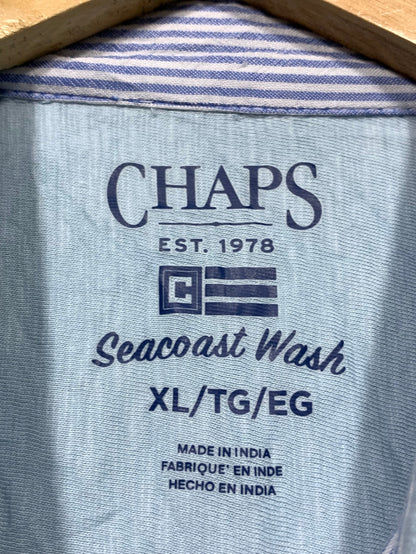 CHAPS
EST. 1978
C
Seacoast Wash
XL/TG/EG
MADE IN INDIA
FABRIQUE' EN INDE
HECHO EN INDIA